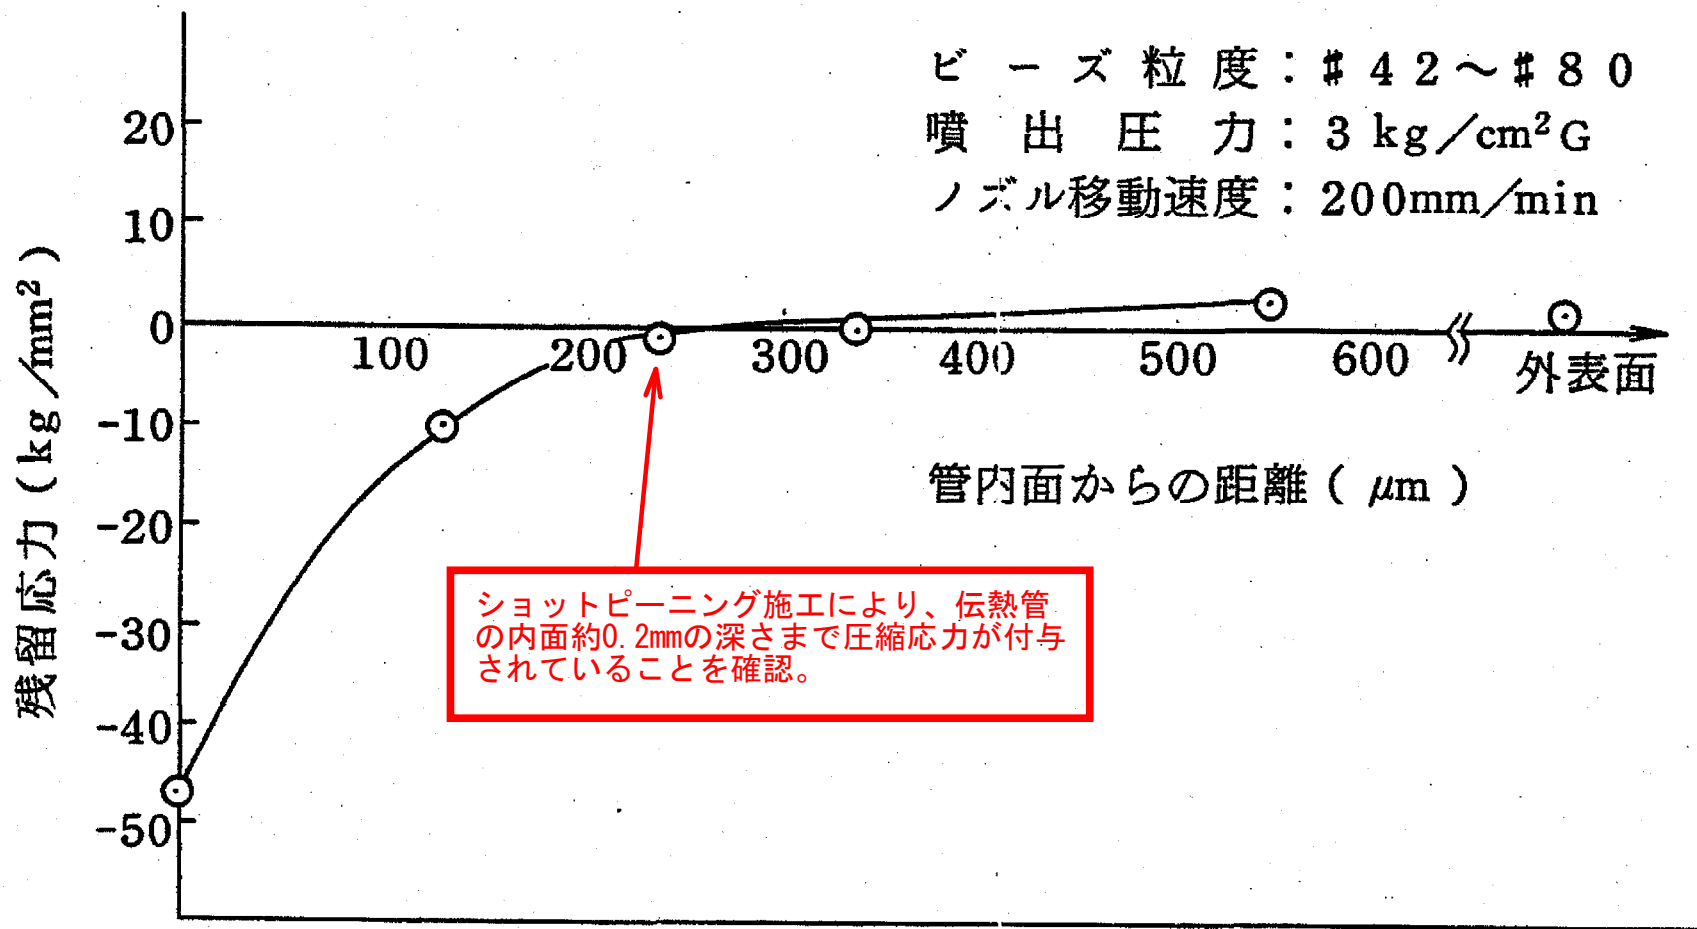 ビーズ粒度：♯42～♯80
噴出圧力：3 kg／cm²G
ノズル移動速度：200mm／min
残留応力（kg／mm²）
20
10
0
-10
-20
-30
-40
-50
100 200 300 400 500 600 外表面
管内面からの距離（μm）
ショットピーニング施工により、伝熱管
の内面約0.2mmの深さまで圧縮応力が付与
されていることを確認。